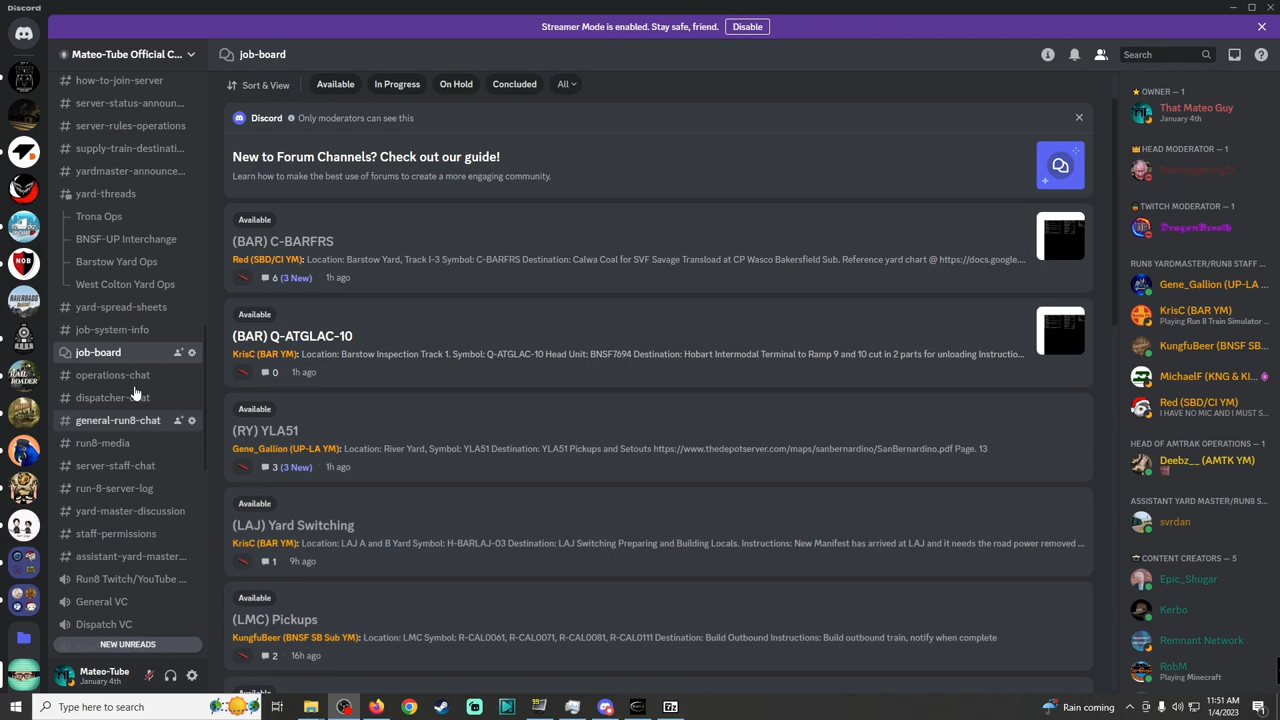 Discord
Streamer Mode is enabled. Stay safe, friend. Disable
Mateo-Tube Official C...
how-to-join-server
server-status-announ...
server-rules-operations
supply-train-destinati...
yardmaster-announce...
yard-threads
Trona Ops
BNSF-UP Interchange
Barstow Yard Ops
West Colton Yard Ops
yard-spread-sheets
job-system-info
job-board
operations-chat
dispatcher-chat
general-run8-chat
run8-media
server-staff-chat
run-8-server-log
yard-master-discussion
staff-permissions
assistant-yard-master...
Run8 Twitch/YouTube ...
General VC
Dispatch VC
NEW UNREADS
Mateo-Tube
January 4th
job-board
Search
Sort & View Available In Progress On Hold Concluded All
Discord Only moderators can see this
New to Forum Channels? Check out our guide!
Learn how to make the best use of forums to create a more engaging community.
Available
(BAR) C-BARFRS
Red (SBD/CI YM): Location: Barstow Yard, Track I-3 Symbol: C-BARFRS Destination: Calwa Coal for SVF Savage Transload at CP Wasco Bakersfield Sub. Reference yard chart @ https://docs.google....
6 (3 New) 1h ago
Available
(BAR) Q-ATGLAC-10
KrisC (BAR YM): Location: Barstow Inspection Track 1. Symbol: Q-ATGLAC-10 Head Unit: BNSF7694 Destination: Hobart Intermodal Terminal to Ramp 9 and 10 cut in 2 parts for unloading Instructio...
0 1h ago
Available
(RY) YLA51
Gene_Gallion (UP-LA YM): Location: River Yard, Symbol: YLA51 Destination: YLA51 Pickups and Setouts https://www.thedepotserver.com/maps/sanbernardino/SanBernardino.pdf Page. 13
3 (3 New) 1h ago
Available
(LAJ) Yard Switching
KrisC (BAR YM): Location: LAJ A and B Yard Symbol: H-BARLAJ-03 Destination: LAJ Switching Preparing and Building Locals. Instructions: New Manifest has arrived at LAJ and it needs the road power removed ...
1 9h ago
Available
(LMC) Pickups
KungfuBeer (BNSF SB Sub YM): Location: LMC Symbol: R-CAL0061, R-CAL0071, R-CAL0081, R-CAL0111 Destination: Build Outbound Instructions: Build outbound train, notify when complete
2 16h ago
OWNER — 1
That Mateo Guy
January 4th
HEAD MODERATOR — 1
TWITCH MODERATOR — 1
DragonBreath
RUN8 YARDMASTER/RUN8 STAFF ...
Gene_Gallion (UP-LA ...
KrisC (BAR YM)
Playing Run 8 Train Simulator ...
KungfuBeer (BNSF SB...
MichaelF (KNG & KI...
Red (SBD/CI YM)
I HAVE NO MIC AND I MUST S...
HEAD OF AMTRAK OPERATIONS — 1
Deebz__ (AMTK YM)
ASSISTANT YARD MASTER/RUN8 S...
svrdan
CONTENT CREATORS — 5
Epic_Shugar
Kerbo
Remnant Network
RobM
Playing Minecraft
Type here to search
Rain coming
11:51 AM
1/4/2023